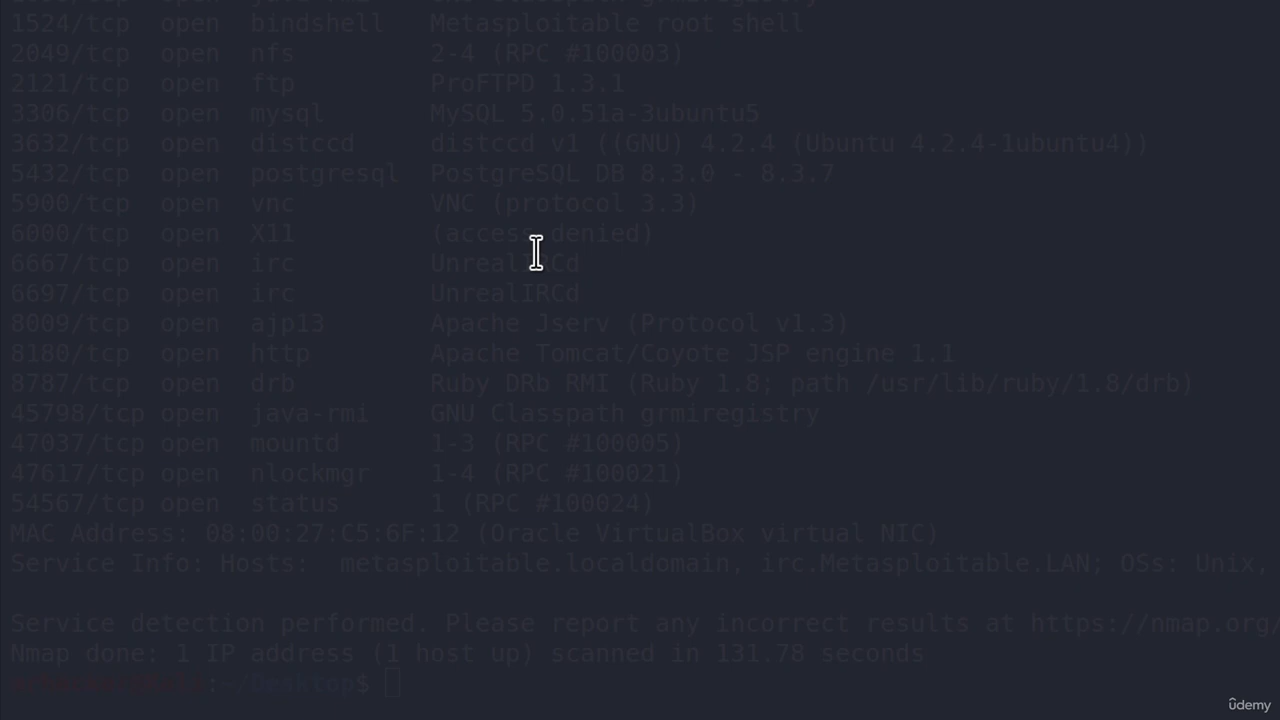 1524/tcp  open  bindshell   Metasploitable root shell
2049/tcp  open  nfs         2-4 (RPC #100003)
2121/tcp  open  ftp         ProFTPD 1.3.1
3306/tcp  open  mysql       MySQL 5.0.51a-3ubuntu5
3632/tcp  open  distccd     distccd v1 ((GNU) 4.2.4 (Ubuntu 4.2.4-1ubuntu4))
5432/tcp  open  postgresql  PostgreSQL DB 8.3.0 - 8.3.7
5900/tcp  open  vnc         VNC (protocol 3.3)
6000/tcp  open  X11         (access denied)
6667/tcp  open  irc         UnrealIRCd
6697/tcp  open  irc         UnrealIRCd
8009/tcp  open  ajp13       Apache Jserv (Protocol v1.3)
8180/tcp  open  http        Apache Tomcat/Coyote JSP engine 1.1
8787/tcp  open  drb         Ruby DRb RMI (Ruby 1.8; path /usr/lib/ruby/1.8/drb)
45798/tcp open  java-rmi    GNU Classpath grmiregistry
47037/tcp open  mountd      1-3 (RPC #100005)
47617/tcp open  nlockmgr    1-4 (RPC #100021)
54567/tcp open  status      1 (RPC #100024)
MAC Address: 08:00:27:C5:6F:12 (Oracle VirtualBox virtual NIC)
Service Info: Hosts:  metasploitable.localdomain, irc.Metasploitable.LAN; OSs: Unix,
Service detection performed. Please report any incorrect results at https://nmap.org/
Nmap done: 1 IP address (1 host up) scanned in 131.78 seconds
:~/Desktop$
ûdemy